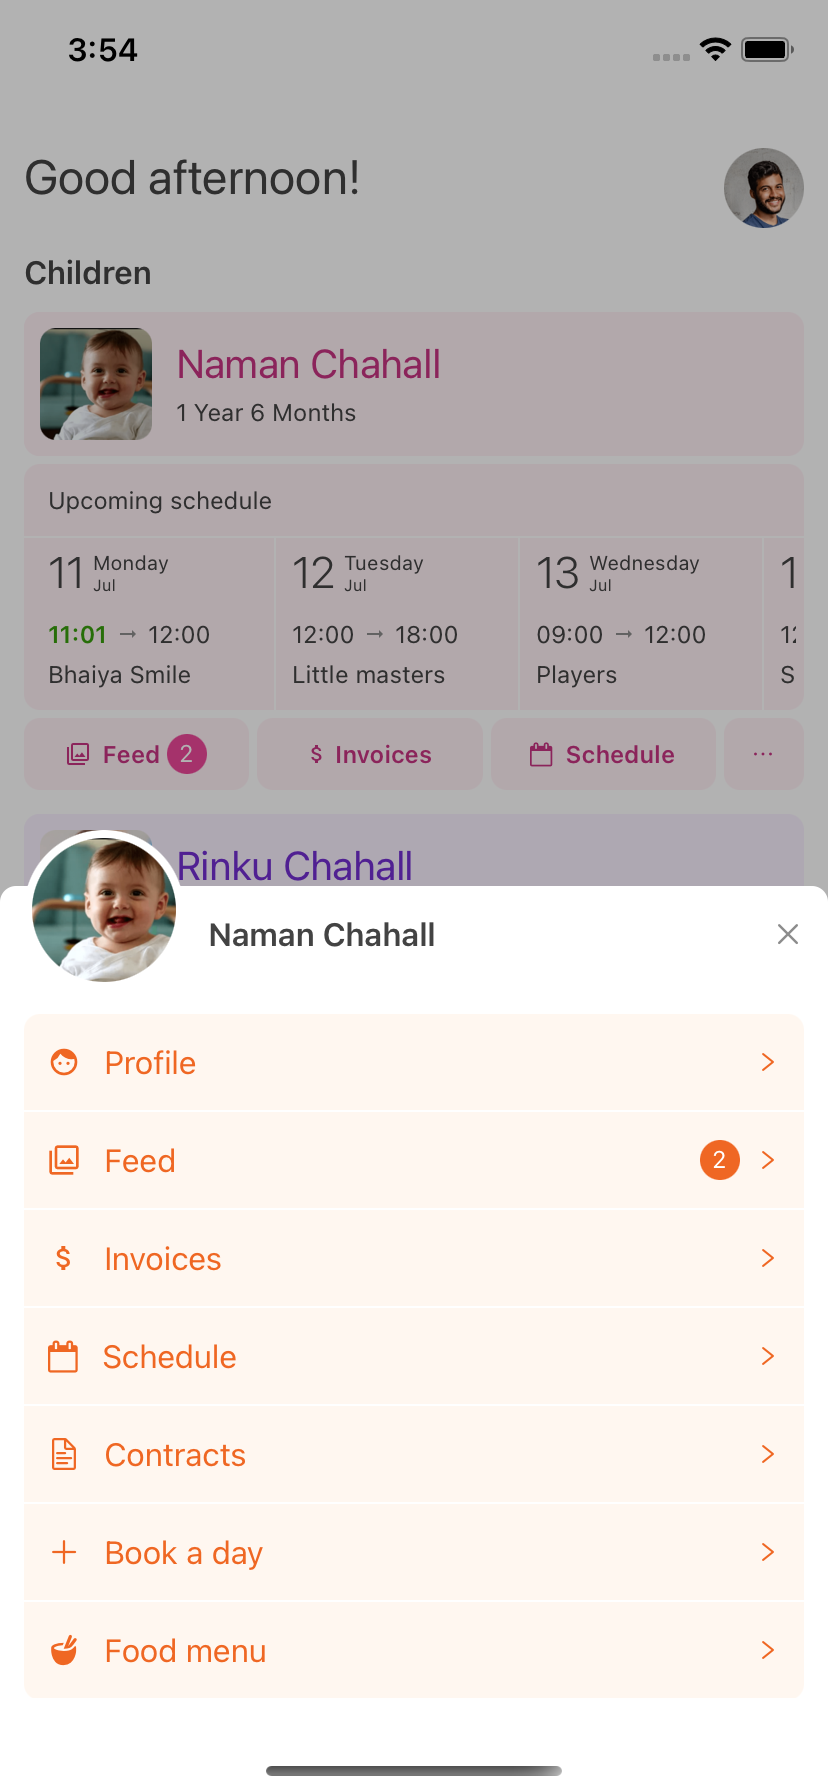 3:54
Good afternoon!
Children
Naman Chahall
1 Year 6 Months
Upcoming schedule
11 Monday Jul
11:01 → 12:00
Bhaiya Smile
12 Tuesday Jul
12:00 → 18:00
Little masters
13 Wednesday Jul
09:00 → 12:00
Players
1
S
Feed 2
$ Invoices
Schedule
...
Rinku Chahall
Naman Chahall
Profile
Feed 2
$ Invoices
Schedule
Contracts
Book a day
Food menu